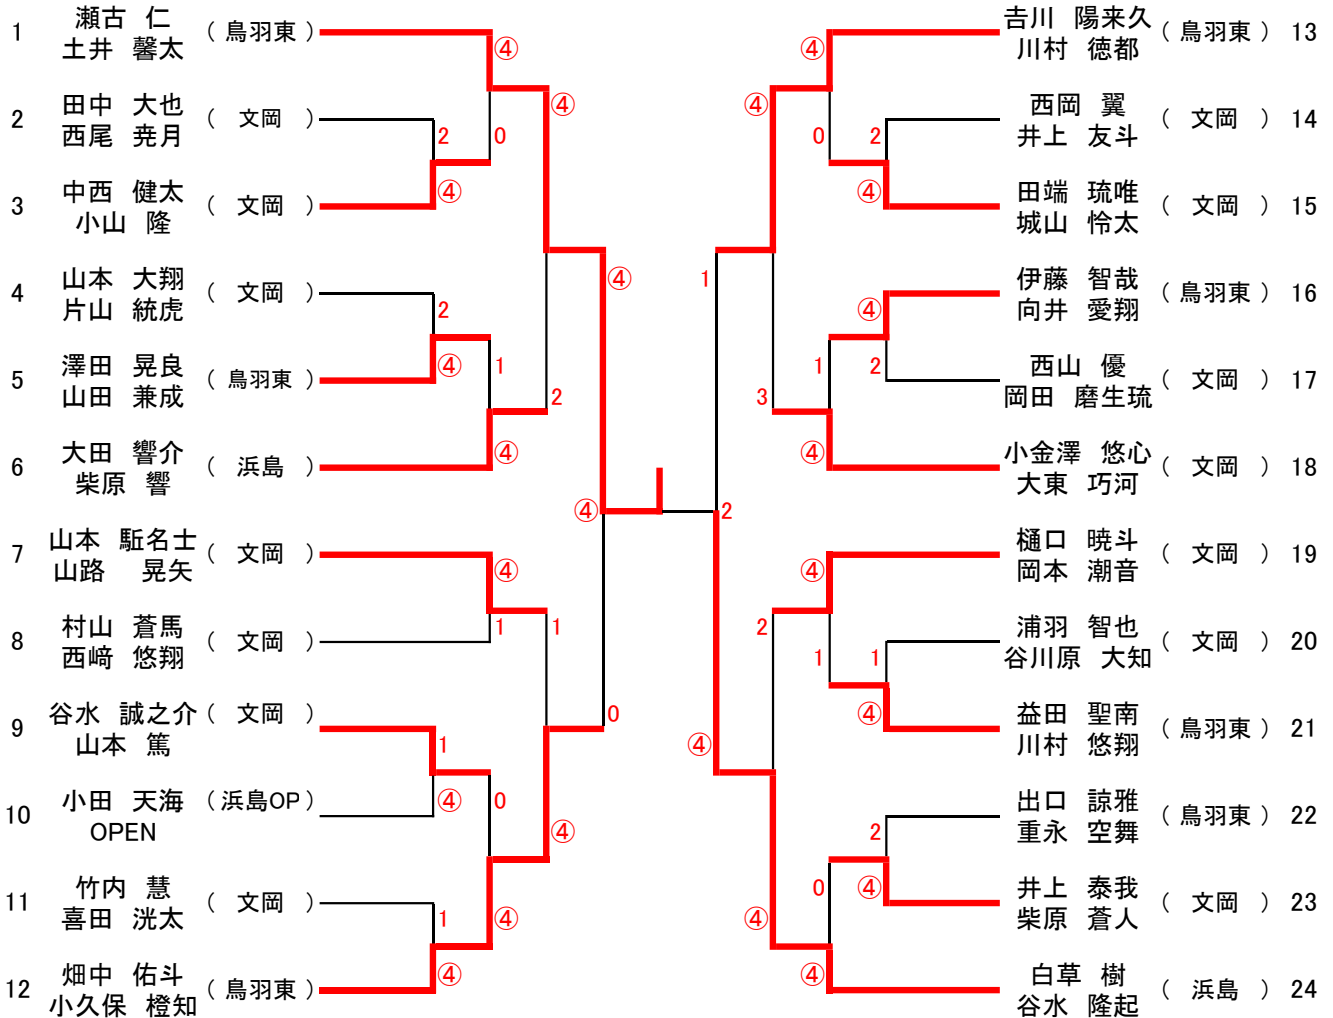 1 瀬古 仁 ( 鳥羽東 )
土井 馨太
2 田中 大也 ( 文岡 )
西尾 尭月
3 中西 健太 ( 文岡 )
小山 隆
4 山本 大翔 ( 文岡 )
片山 統虎
5 澤田 晃良 ( 鳥羽東 )
山田 兼成
6 大田 響介 ( 浜島 )
柴原 響
7 山本 駈名士 ( 文岡 )
山路 晃矢
8 村山 蒼馬 ( 文岡 )
西﨑 悠翔
9 谷水 誠之介 ( 文岡 )
山本 篤
10 小田 天海 ( 浜島OP )
OPEN
11 竹内 慧 ( 文岡 )
喜田 洸太
12 畑中 佑斗 ( 鳥羽東 )
小久保 橙知
④
④
2
0
④
④
2
1
④
2
④
④
④
1
1
1
0
④
0
④
④
1
④
④
1
④
④
0
2
④
④
1
2
3
④
2
④
2
1
1
④
④
2
0
④
④
④
吉川 陽来久 ( 鳥羽東 ) 13
川村 徳都
西岡 翼 ( 文岡 ) 14
井上 友斗
田端 琉唯 ( 文岡 ) 15
城山 怜太
伊藤 智哉 ( 鳥羽東 ) 16
向井 愛翔
西山 優 ( 文岡 ) 17
岡田 磨生琉
小金澤 悠心 ( 文岡 ) 18
大東 巧河
樋口 暁斗 ( 文岡 ) 19
岡本 潮音
浦羽 智也 ( 文岡 ) 20
谷川原 大知
益田 聖南 ( 鳥羽東 ) 21
川村 悠翔
出口 諒雅 ( 鳥羽東 ) 22
重永 空舞
井上 泰我 ( 文岡 ) 23
柴原 蒼人
白草 樹 ( 浜島 ) 24
谷水 隆起